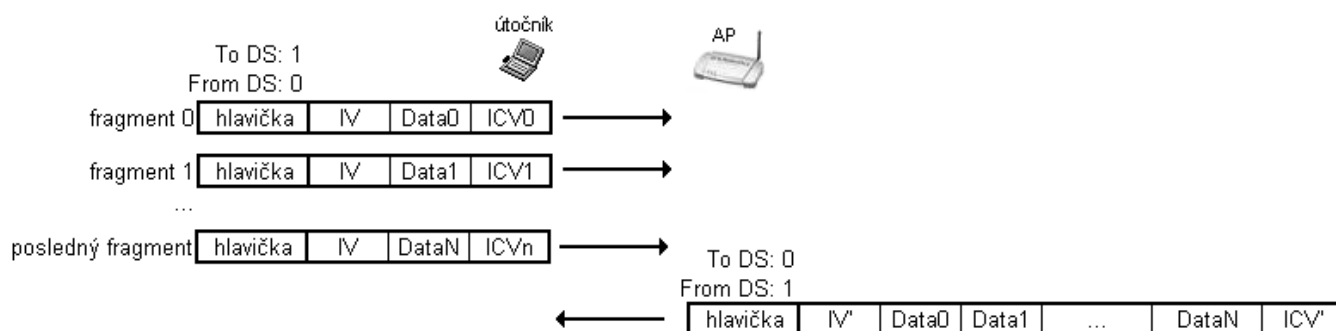 útočník
AP
To DS: 1
From DS: 0
fragment 0 hlavička IV Data0 ICV0
fragment 1 hlavička IV Data1 ICV1
...
posledný fragment hlavička IV DataN ICVn
To DS: 0
From DS: 1
hlavička IV' Data0 Data1 ... DataN ICV'